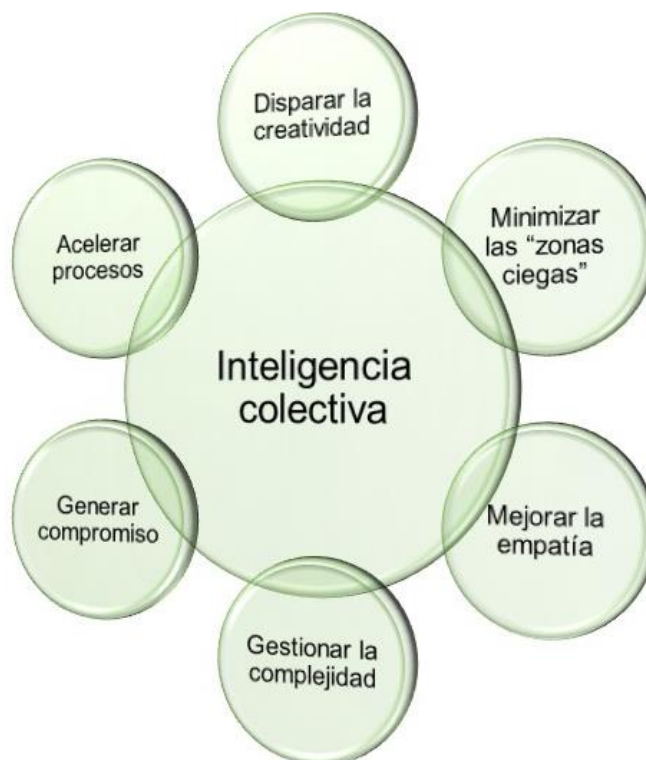 Disparar la
creatividad
Minimizar
las “zonas
ciegas”
Acelerar
procesos
Inteligencia
colectiva
Generar
compromiso
Mejorar la
empatía
Gestionar la
complejidad